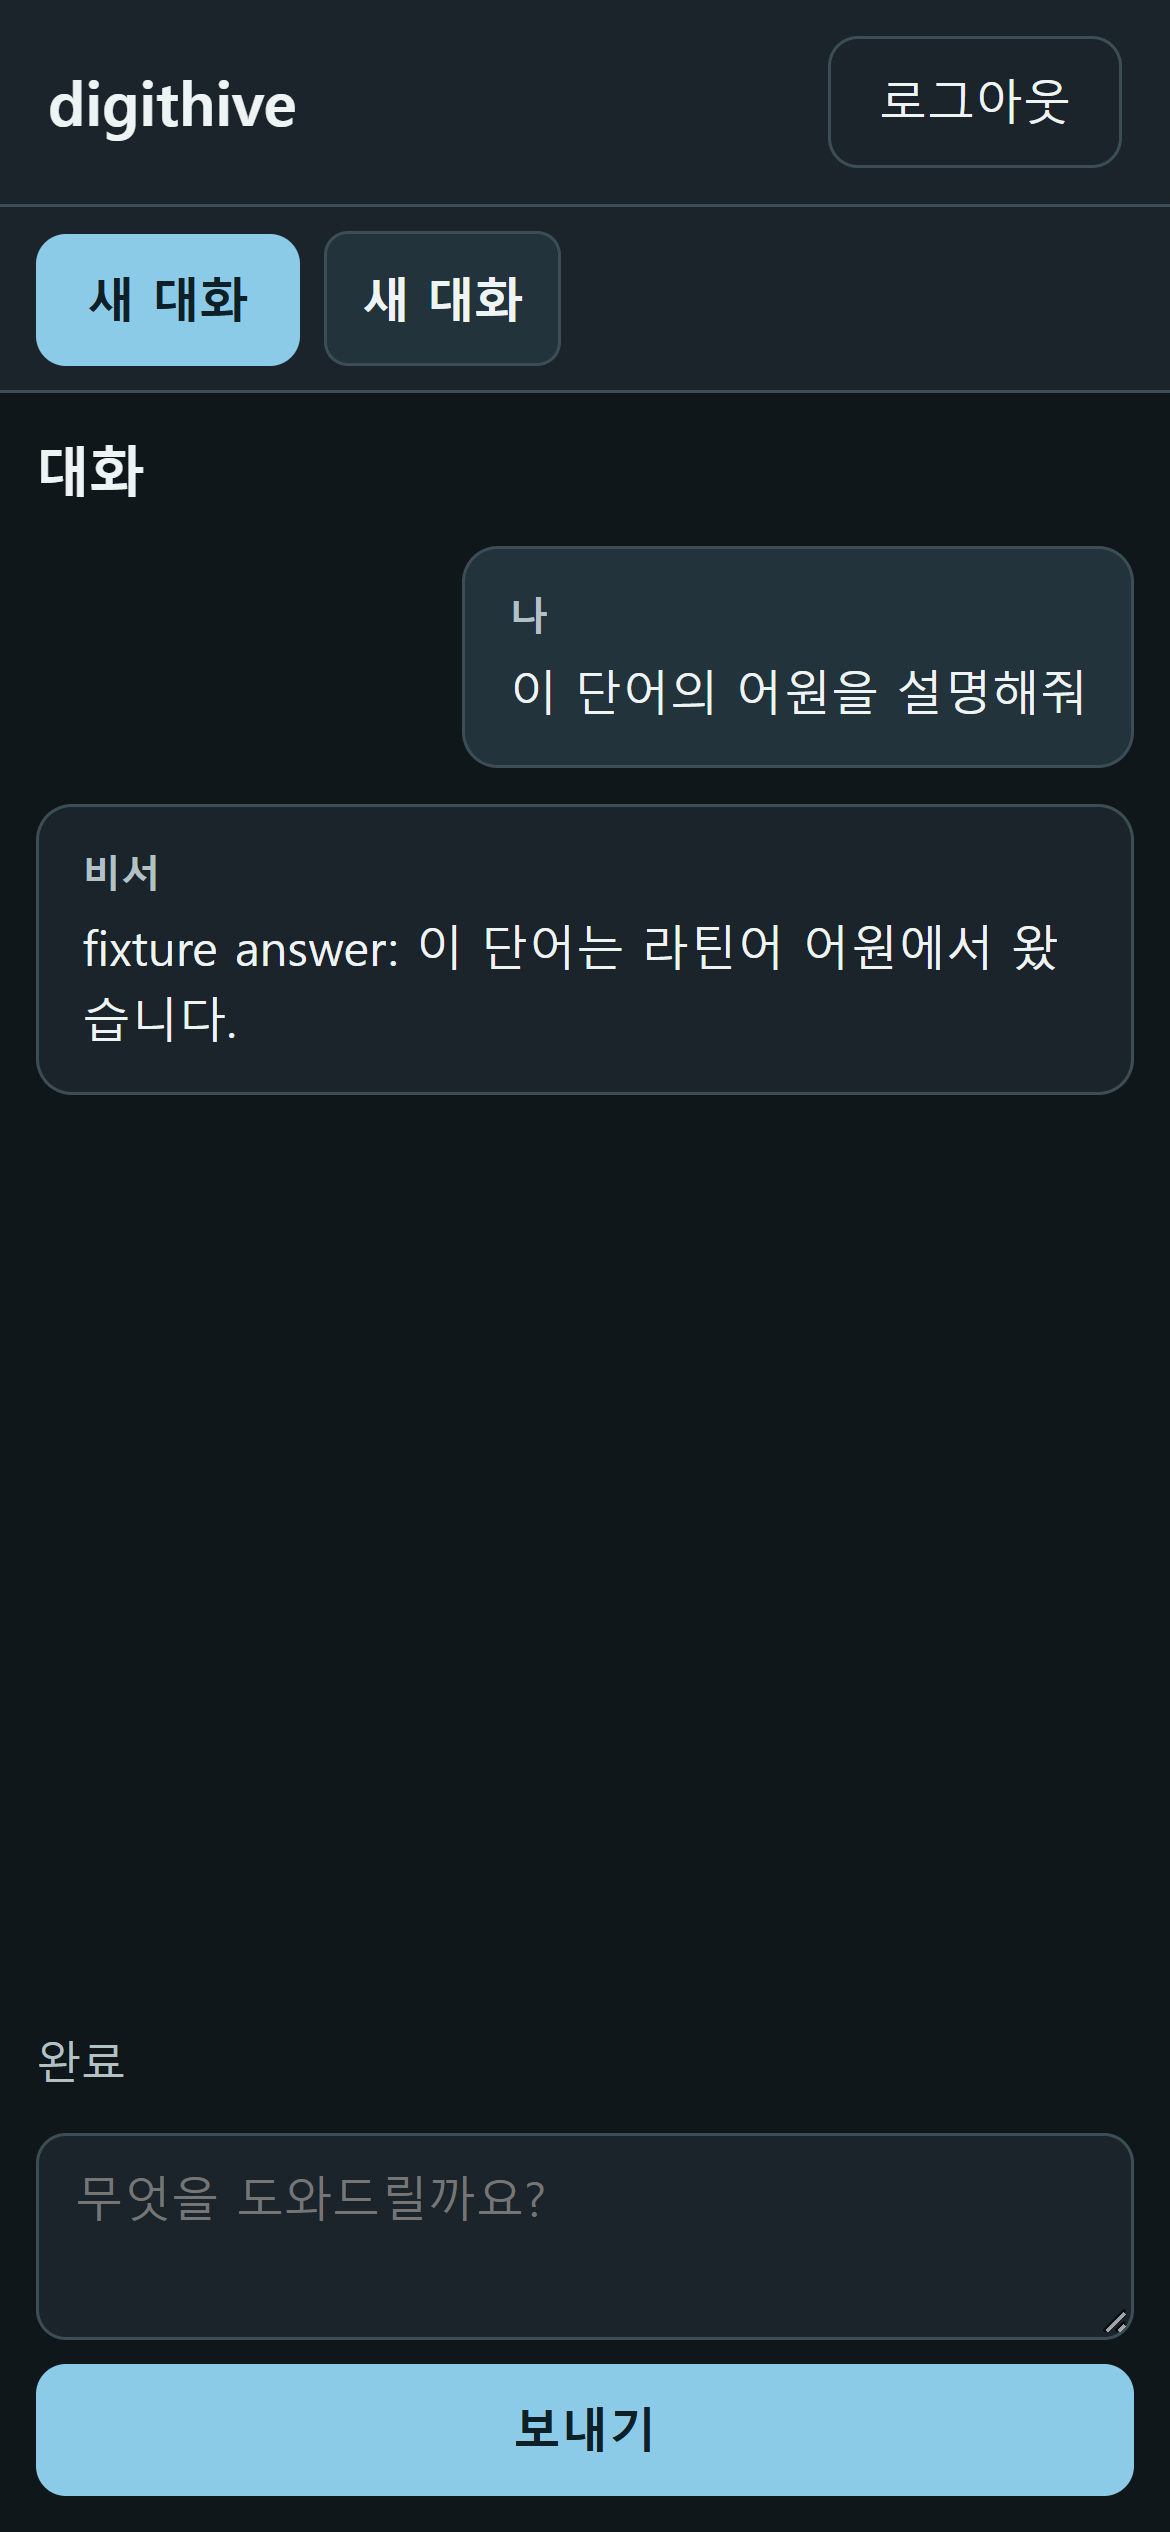 digithive
로그아웃
새 대화
새 대화
대화
나
이 단어의 어원을 설명해줘
비서
fixture answer: 이 단어는 라틴어 어원에서 왔
습니다.
완료
무엇을 도와드릴까요?
보내기